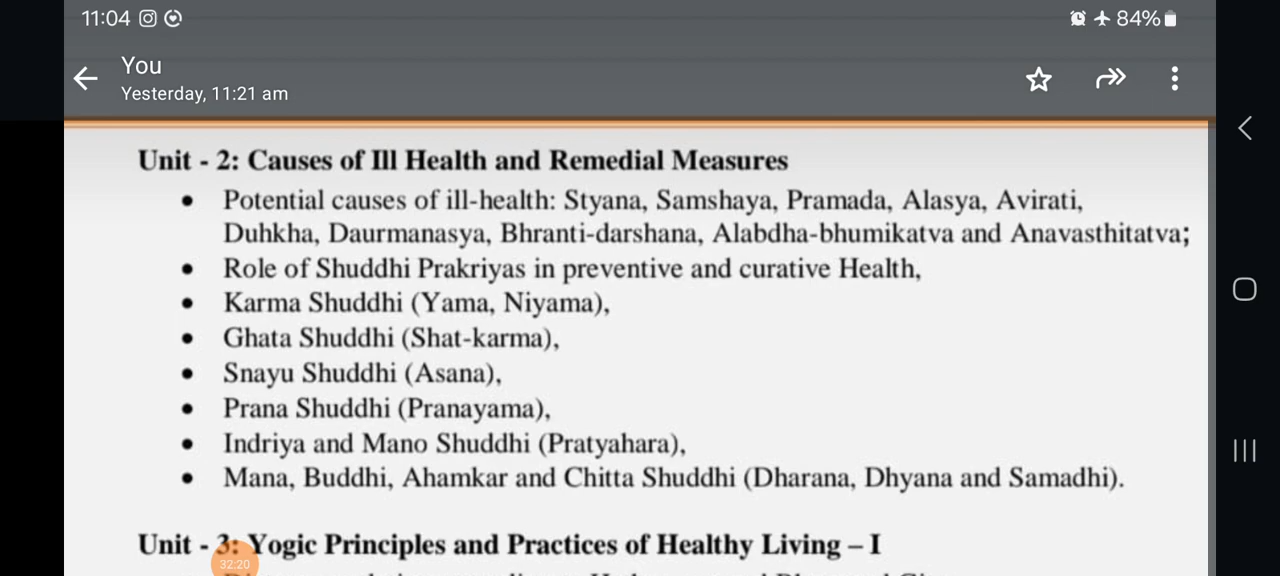 11:04
84%
You
Yesterday, 11:21 am
Unit - 2: Causes of Ill Health and Remedial Measures
• Potential causes of ill-health: Styana, Samshaya, Pramada, Alasya, Avirati,
Duhkha, Daurmanasya, Bhranti-darshana, Alabdha-bhumikatva and Anavasthitatva;
• Role of Shuddhi Prakriyas in preventive and curative Health,
• Karma Shuddhi (Yama, Niyama),
• Ghata Shuddhi (Shat-karma),
• Snayu Shuddhi (Asana),
• Prana Shuddhi (Pranayama),
• Indriya and Mano Shuddhi (Pratyahara),
• Mana, Buddhi, Ahamkar and Chitta Shuddhi (Dharana, Dhyana and Samadhi).
Unit - 3: Yogic Principles and Practices of Healthy Living – I
32:20